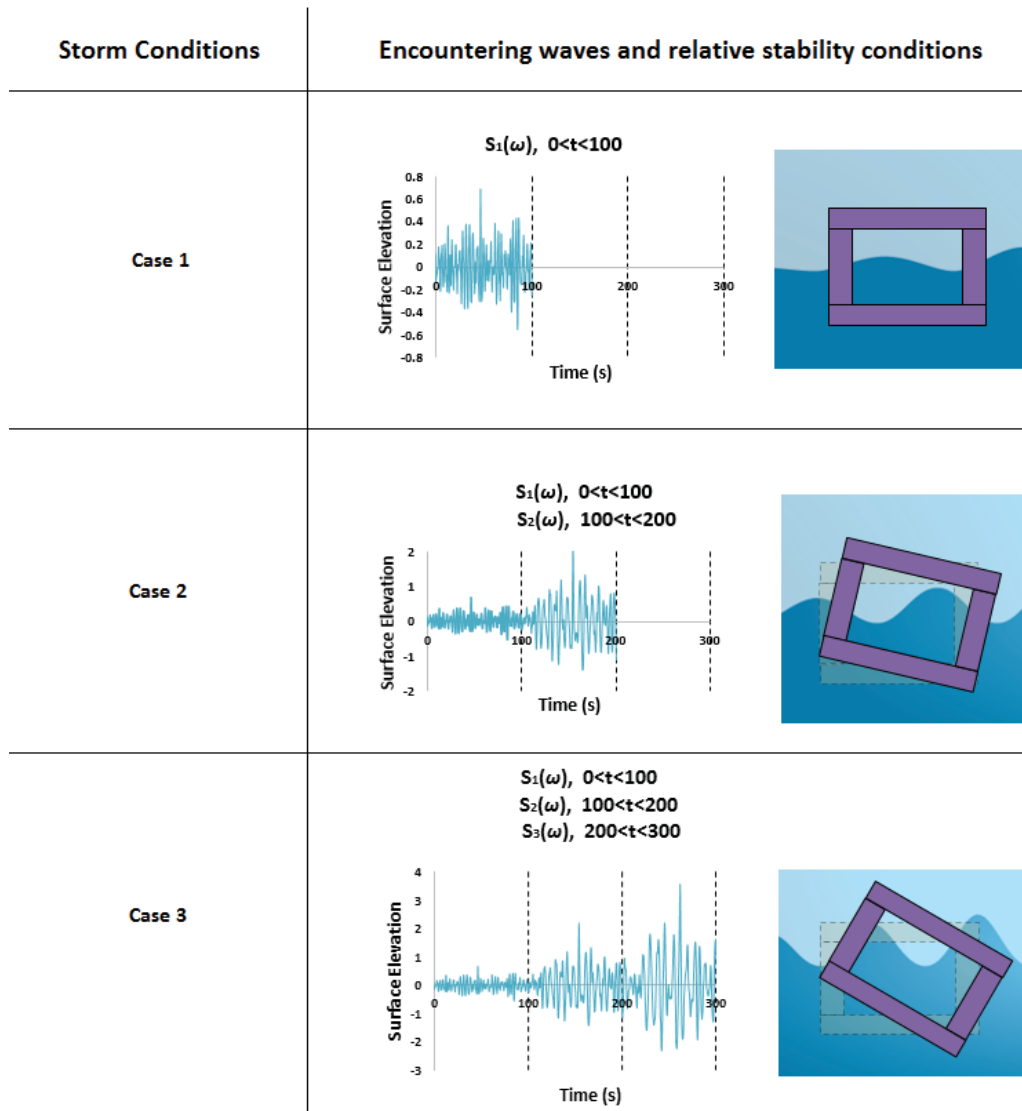 Storm Conditions
Encountering waves and relative stability conditions
Case 1
S₁(ω), 0<t<100
0.8
0.6
0.4
0.2
0
-0.2
-0.4
-0.6
-0.8
0
100
200
300
Surface Elevation
Time (s)
Case 2
S₁(ω), 0<t<100
S₂(ω), 100<t<200
2
1
0
-1
-2
0
100
200
300
Surface Elevation
Time (s)
Case 3
S₁(ω), 0<t<100
S₂(ω), 100<t<200
S₃(ω), 200<t<300
4
3
2
1
0
-1
-2
-3
0
100
200
300
Surface Elevation
Time (s)